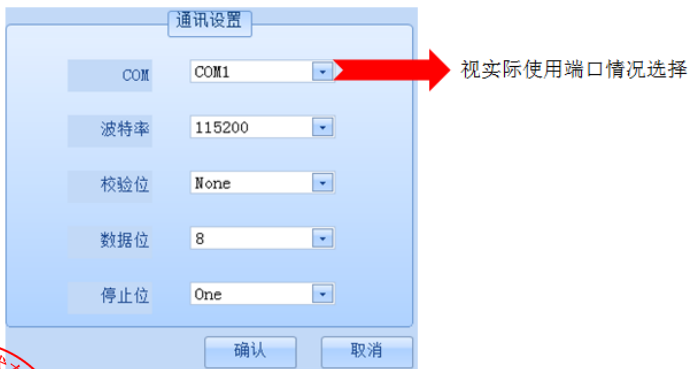 通讯设置
COM
COM1
视实际使用端口情况选择
波特率
115200
校验位
None
数据位
8
停止位
One
确认
取消